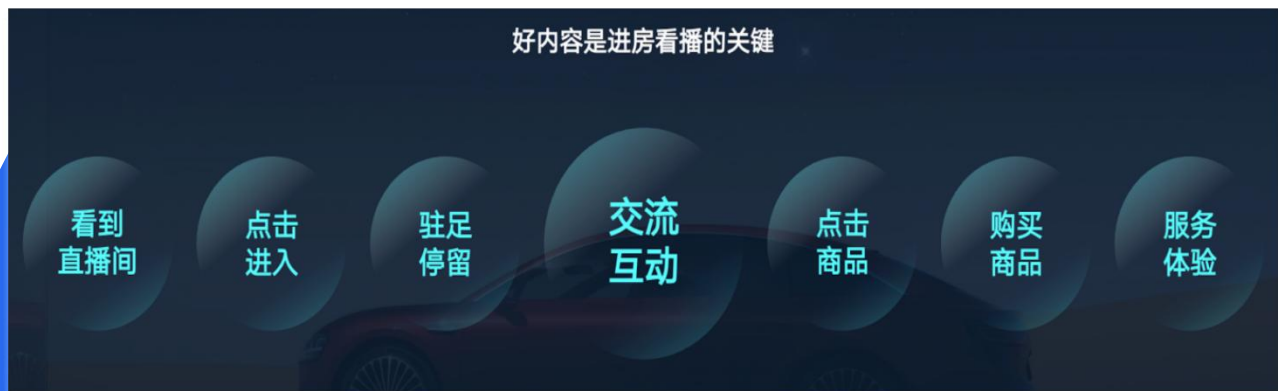 好内容是进房看播的关键
看到
直播间
点击
进入
驻足
停留
交流
互动
点击
商品
购买
商品
服务
体验